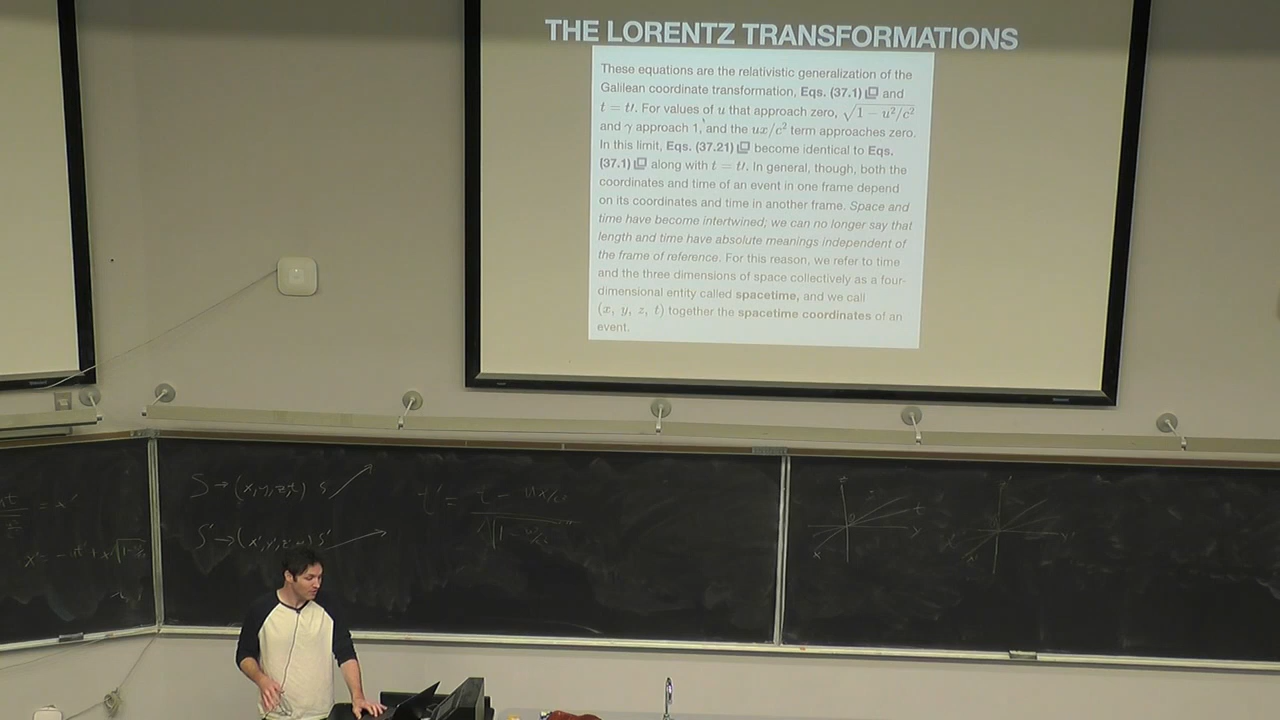 THE LORENTZ TRANSFORMATIONS
These equations are the relativistic generalization of the
Galilean coordinate transformation, Eqs. (37.1) and
t = t′. For values of u that approach zero, √(1 − u²/c²)
and γ approach 1, and the ux/c² term approaches zero.
In this limit, Eqs. (37.21) become identical to Eqs.
(37.1) along with t = t′. In general, though, both the
coordinates and time of an event in one frame depend
on its coordinates and time in another frame. Space and
time have become intertwined; we can no longer say that
length and time have absolute meanings independent of
the frame of reference. For this reason, we refer to time
and the three dimensions of space collectively as a four-
dimensional entity called spacetime, and we call
(x, y, z, t) together the spacetime coordinates of an
event.
= x'
S → (x,y,z,t) S
t' = t − ux/c²
S'